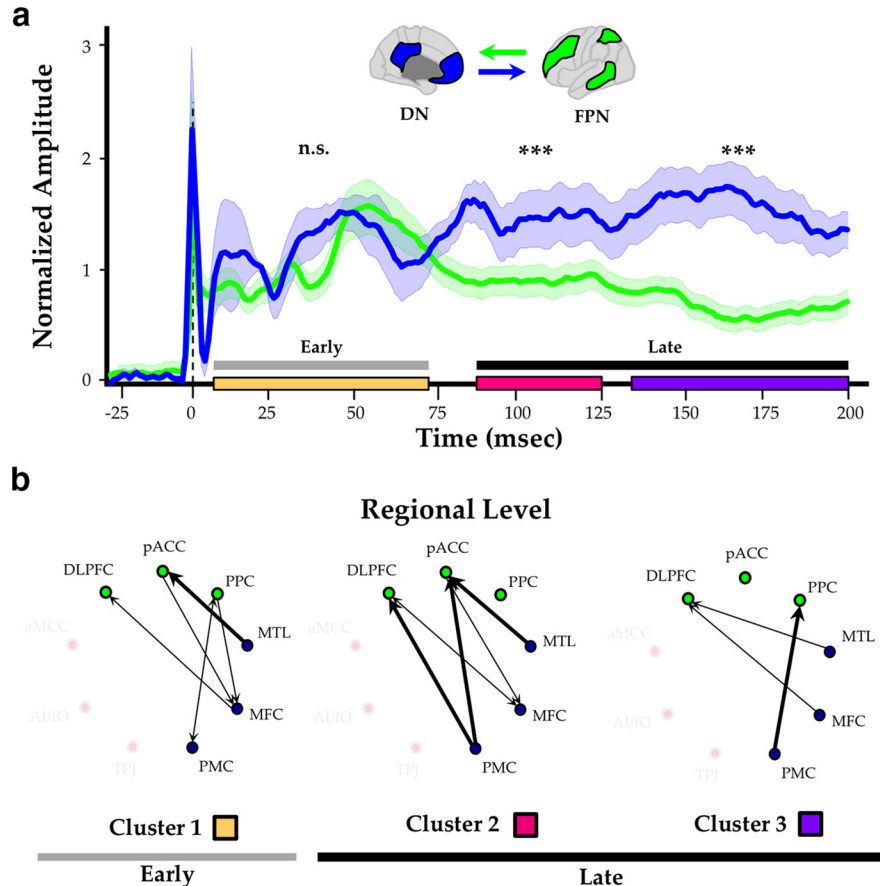 a
3
2
1
0
Normalized Amplitude
DN
FPN
n.s.
***
***
Early
Late
-25
0
25
50
75
100
125
150
175
200
Time (msec)
b
Regional Level
DLPFC
pACC
PPC
MTL
MFC
PMC
aMCC
AI/fO
TPJ
DLPFC
pACC
PPC
MTL
MFC
PMC
aMCC
AI/fO
TPJ
DLPFC
pACC
PPC
MTL
MFC
PMC
aMCC
AI/fO
TPJ
Cluster 1
Cluster 2
Cluster 3
Early
Late